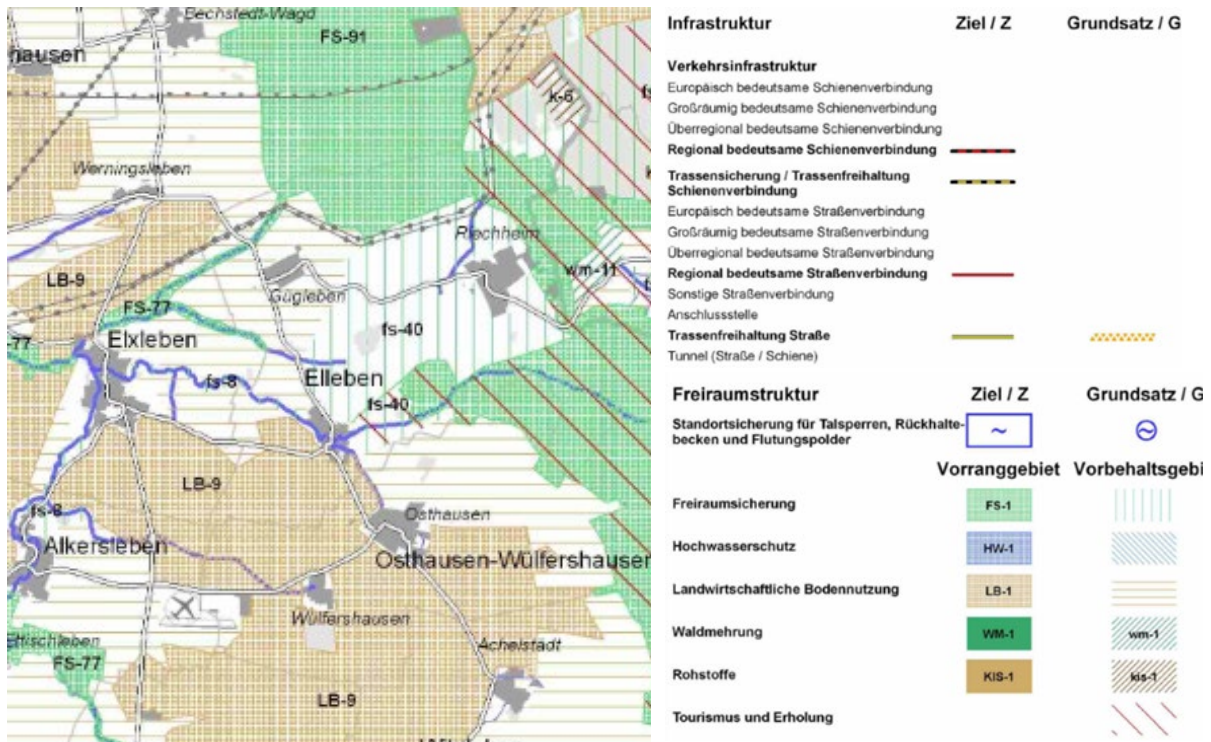 Bechstedt-Wagd
FS-91
hausen
k-6
Werningsleben
Riechheim
wm-11
LB-9
Gügleben
FS-77
fs-40
-77
Elxleben
Elleben
fs-8
fs-40
LB-9
fs-8
Osthausen
Alkersleben
Osthausen-Wülfershausen
Wülfershausen
Ettischleben
Achelstädt
FS-77
LB-9
Infrastruktur Ziel / Z Grundsatz / G
Verkehrsinfrastruktur
Europäisch bedeutsame Schienenverbindung
Großräumig bedeutsame Schienenverbindung
Überregional bedeutsame Schienenverbindung
Regional bedeutsame Schienenverbindung
Trassensicherung / Trassenfreihaltung
Schienenverbindung
Europäisch bedeutsame Straßenverbindung
Großräumig bedeutsame Straßenverbindung
Überregional bedeutsame Straßenverbindung
Regional bedeutsame Straßenverbindung
Sonstige Straßenverbindung
Anschlussstelle
Trassenfreihaltung Straße
Tunnel (Straße / Schiene)
Freiraumstruktur Ziel / Z Grundsatz / G
Standortsicherung für Talsperren, Rückhalte-
becken und Flutungspolder
Vorranggebiet Vorbehaltsgebi
Freiraumsicherung FS-1
Hochwasserschutz HW-1
Landwirtschaftliche Bodennutzung LB-1
Waldmehrung WM-1 wm-1
Rohstoffe KIS-1 kis-1
Tourismus und Erholung